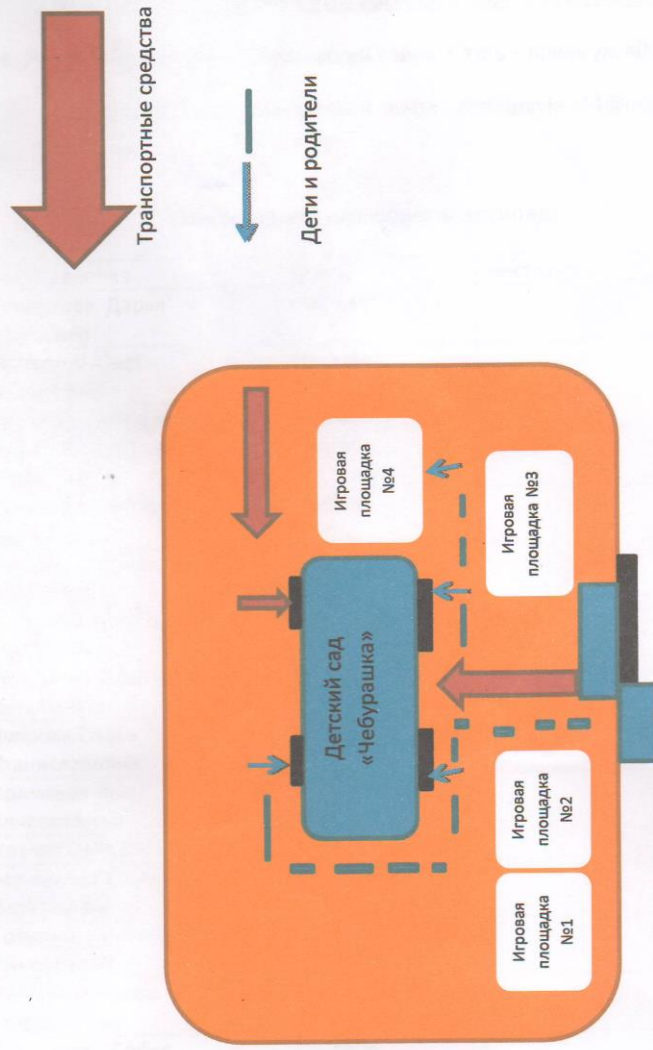 Транспортные средства
Дети и родители
Детский сад
«Чебурашка»
Игровая
площадка
№4
Игровая
площадка №3
Игровая
площадка
№2
Игровая
площадка
№1